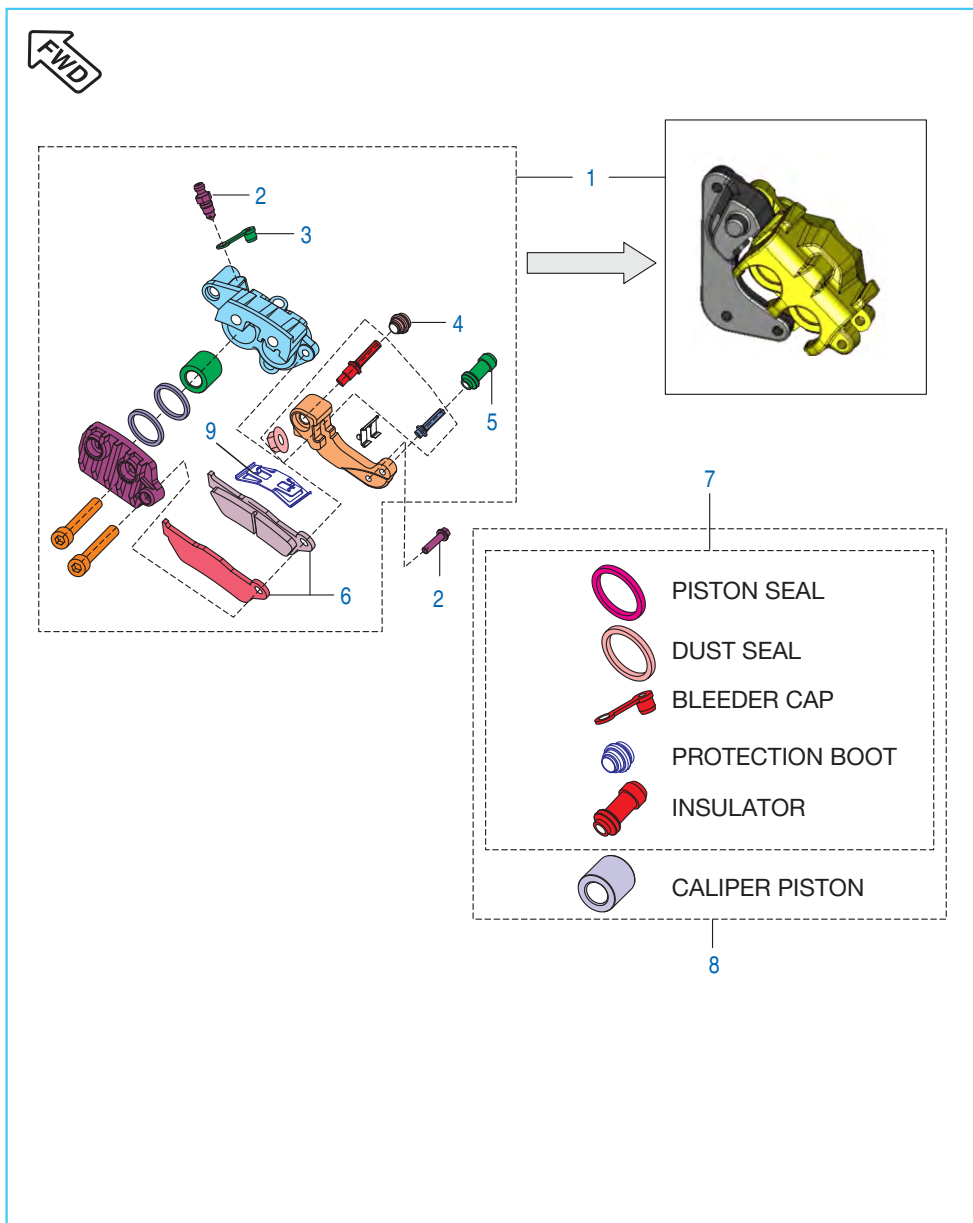 FWD
1
2
3
4
5
9
7
6
2
PISTON SEAL
DUST SEAL
BLEEDER CAP
PROTECTION BOOT
INSULATOR
CALIPER PISTON
8